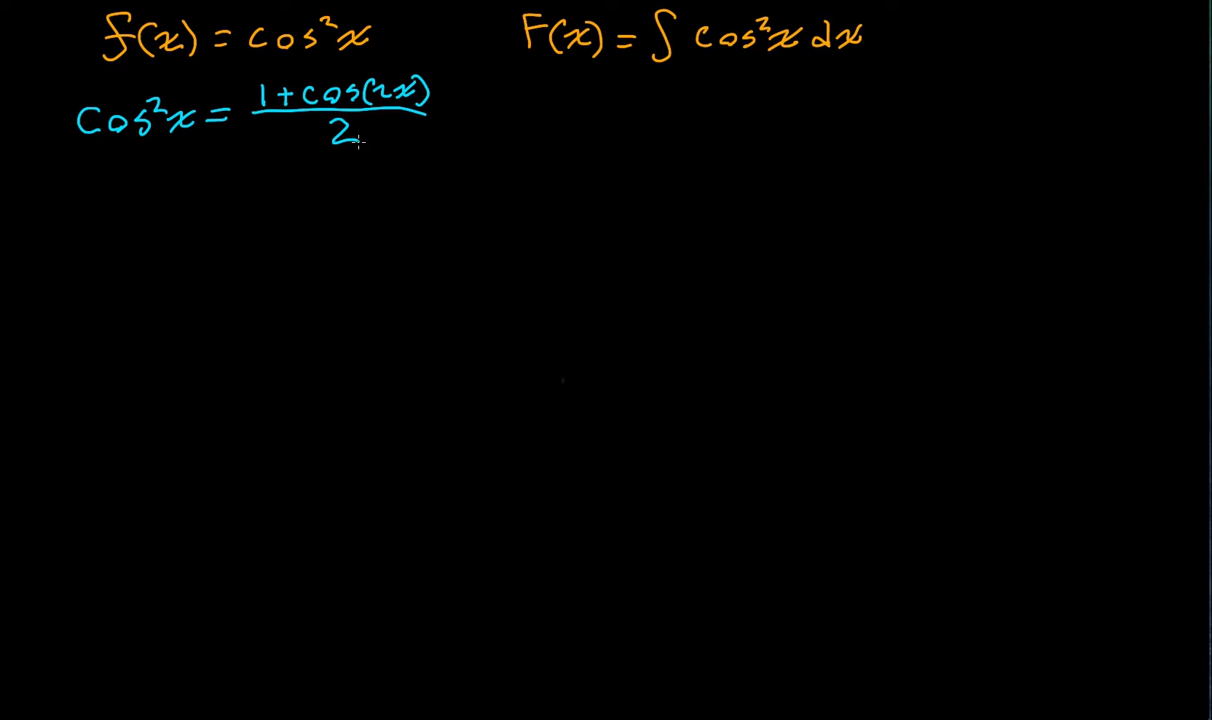 f(x) = cos²x F(x) = ∫ cos²x dx
cos²x = (1 + cos(2x))/2